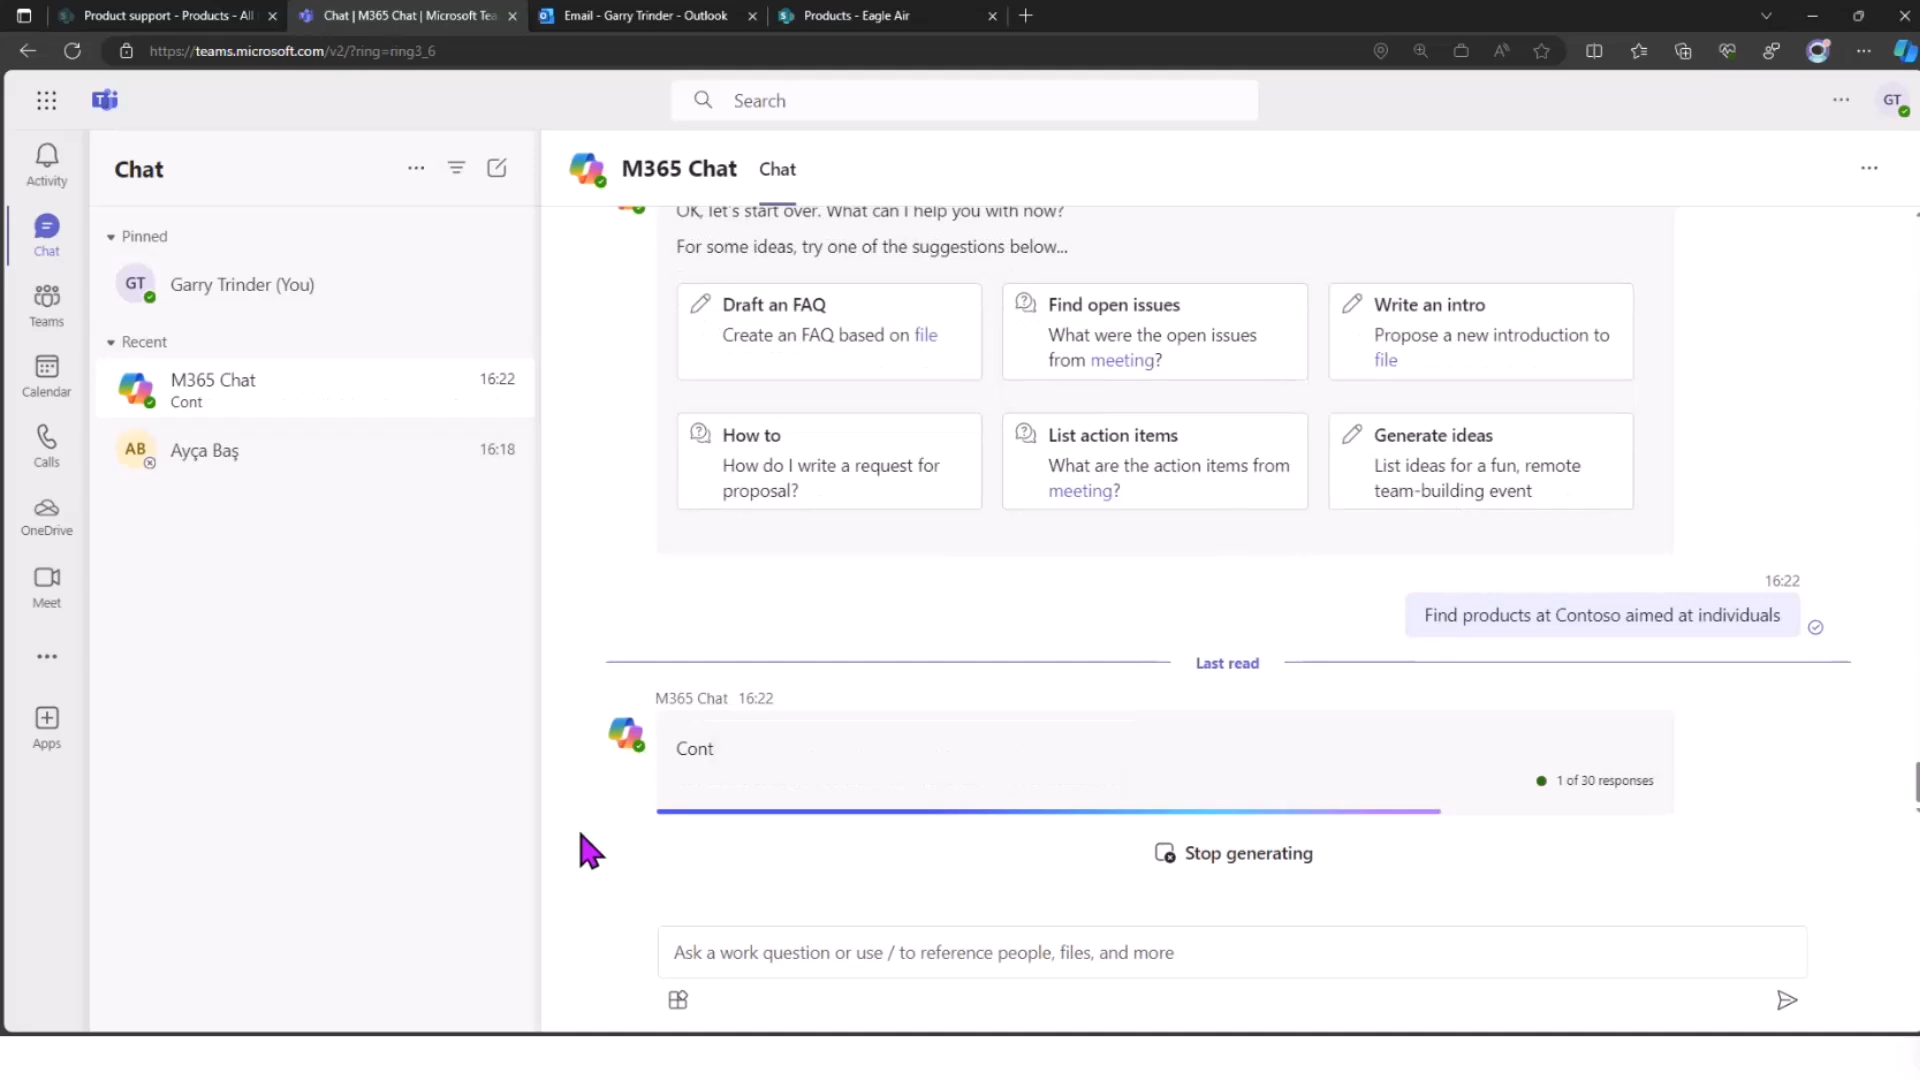 Product support - Products - All
Chat | M365 Chat | Microsoft Tea
Email - Garry Trinder - Outlook
Products - Eagle Air
https://teams.microsoft.com/v2/?ring=ring3_6
Search
GT
Activity
Chat
Teams
Calendar
Calls
OneDrive
Meet
Apps
Chat
Pinned
GT
Garry Trinder (You)
Recent
M365 Chat
16:22
Cont
AB
Ayça Baş
16:18
M365 Chat
Chat
OK, let's start over. What can I help you with now?
For some ideas, try one of the suggestions below...
Draft an FAQ
Create an FAQ based on file
Find open issues
What were the open issues
from meeting?
Write an intro
Propose a new introduction to
file
How to
How do I write a request for
proposal?
List action items
What are the action items from
meeting?
Generate ideas
List ideas for a fun, remote
team-building event
16:22
Find products at Contoso aimed at individuals
Last read
M365 Chat 16:22
Cont
1 of 30 responses
Stop generating
Ask a work question or use / to reference people, files, and more